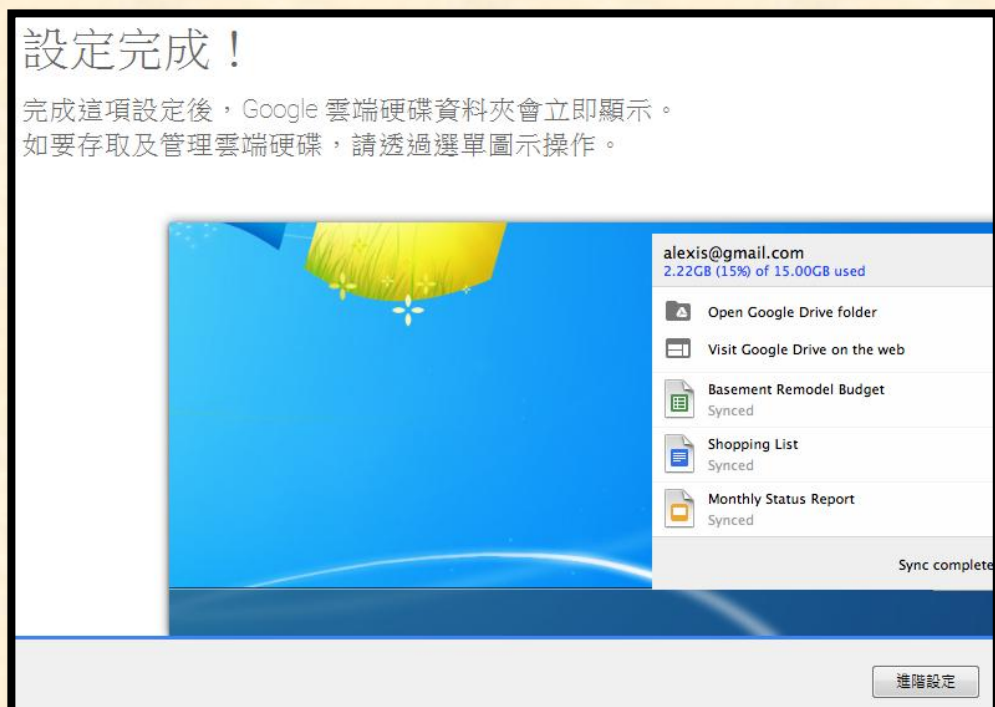 設定完成！
完成這項設定後，Google 雲端硬碟資料夾會立即顯示。
如要存取及管理雲端硬碟，請透過選單圖示操作。
alexis@gmail.com
2.22GB (15%) of 15.00GB used
Open Google Drive folder
Visit Google Drive on the web
Basement Remodel Budget
Synced
Shopping List
Synced
Monthly Status Report
Synced
Sync complete
進階設定